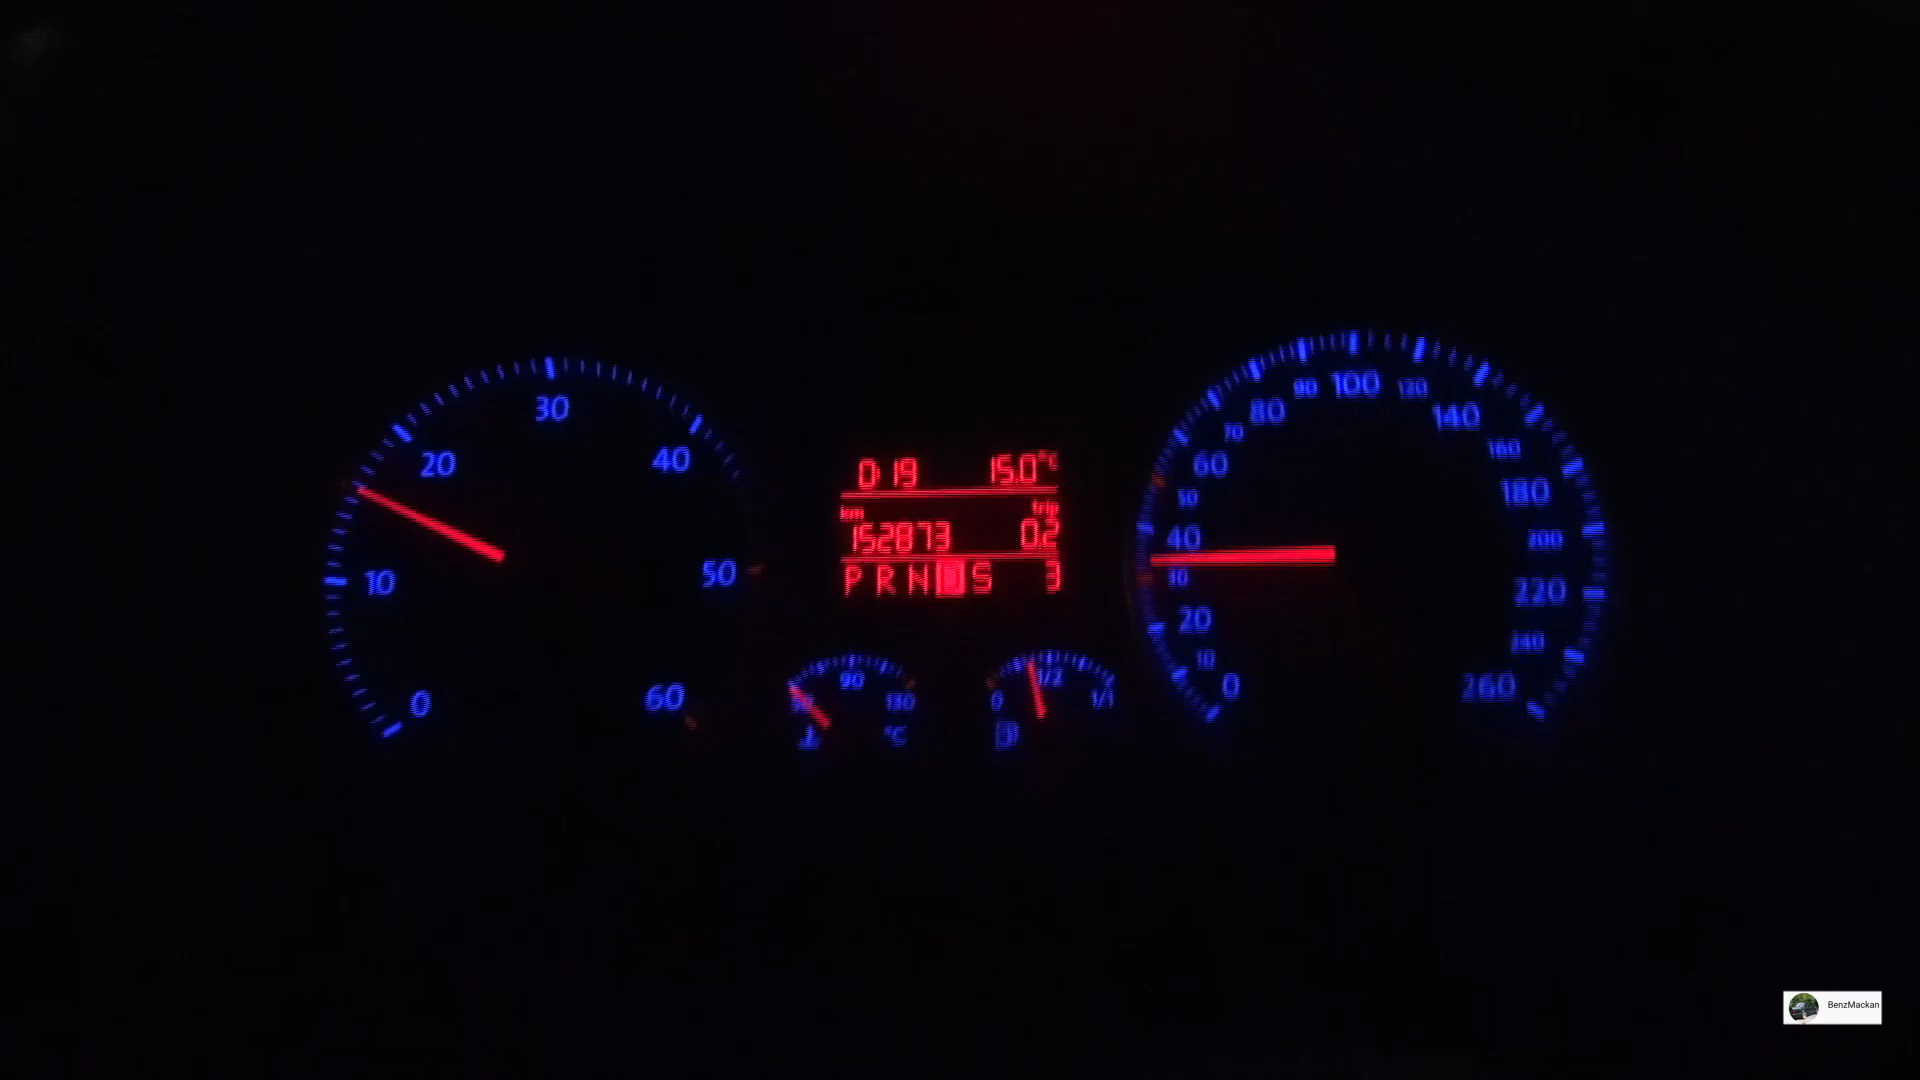 0 19 15.0°C
km trip
152873 0.2
P R N D S 3
0 10 20 30 40 50 60
90 130
°C
0 1/2 1/1
0 10 20 30 40 50 60 70 80 90 100 130 140 160 180 200 220 240 260
BenzMackan